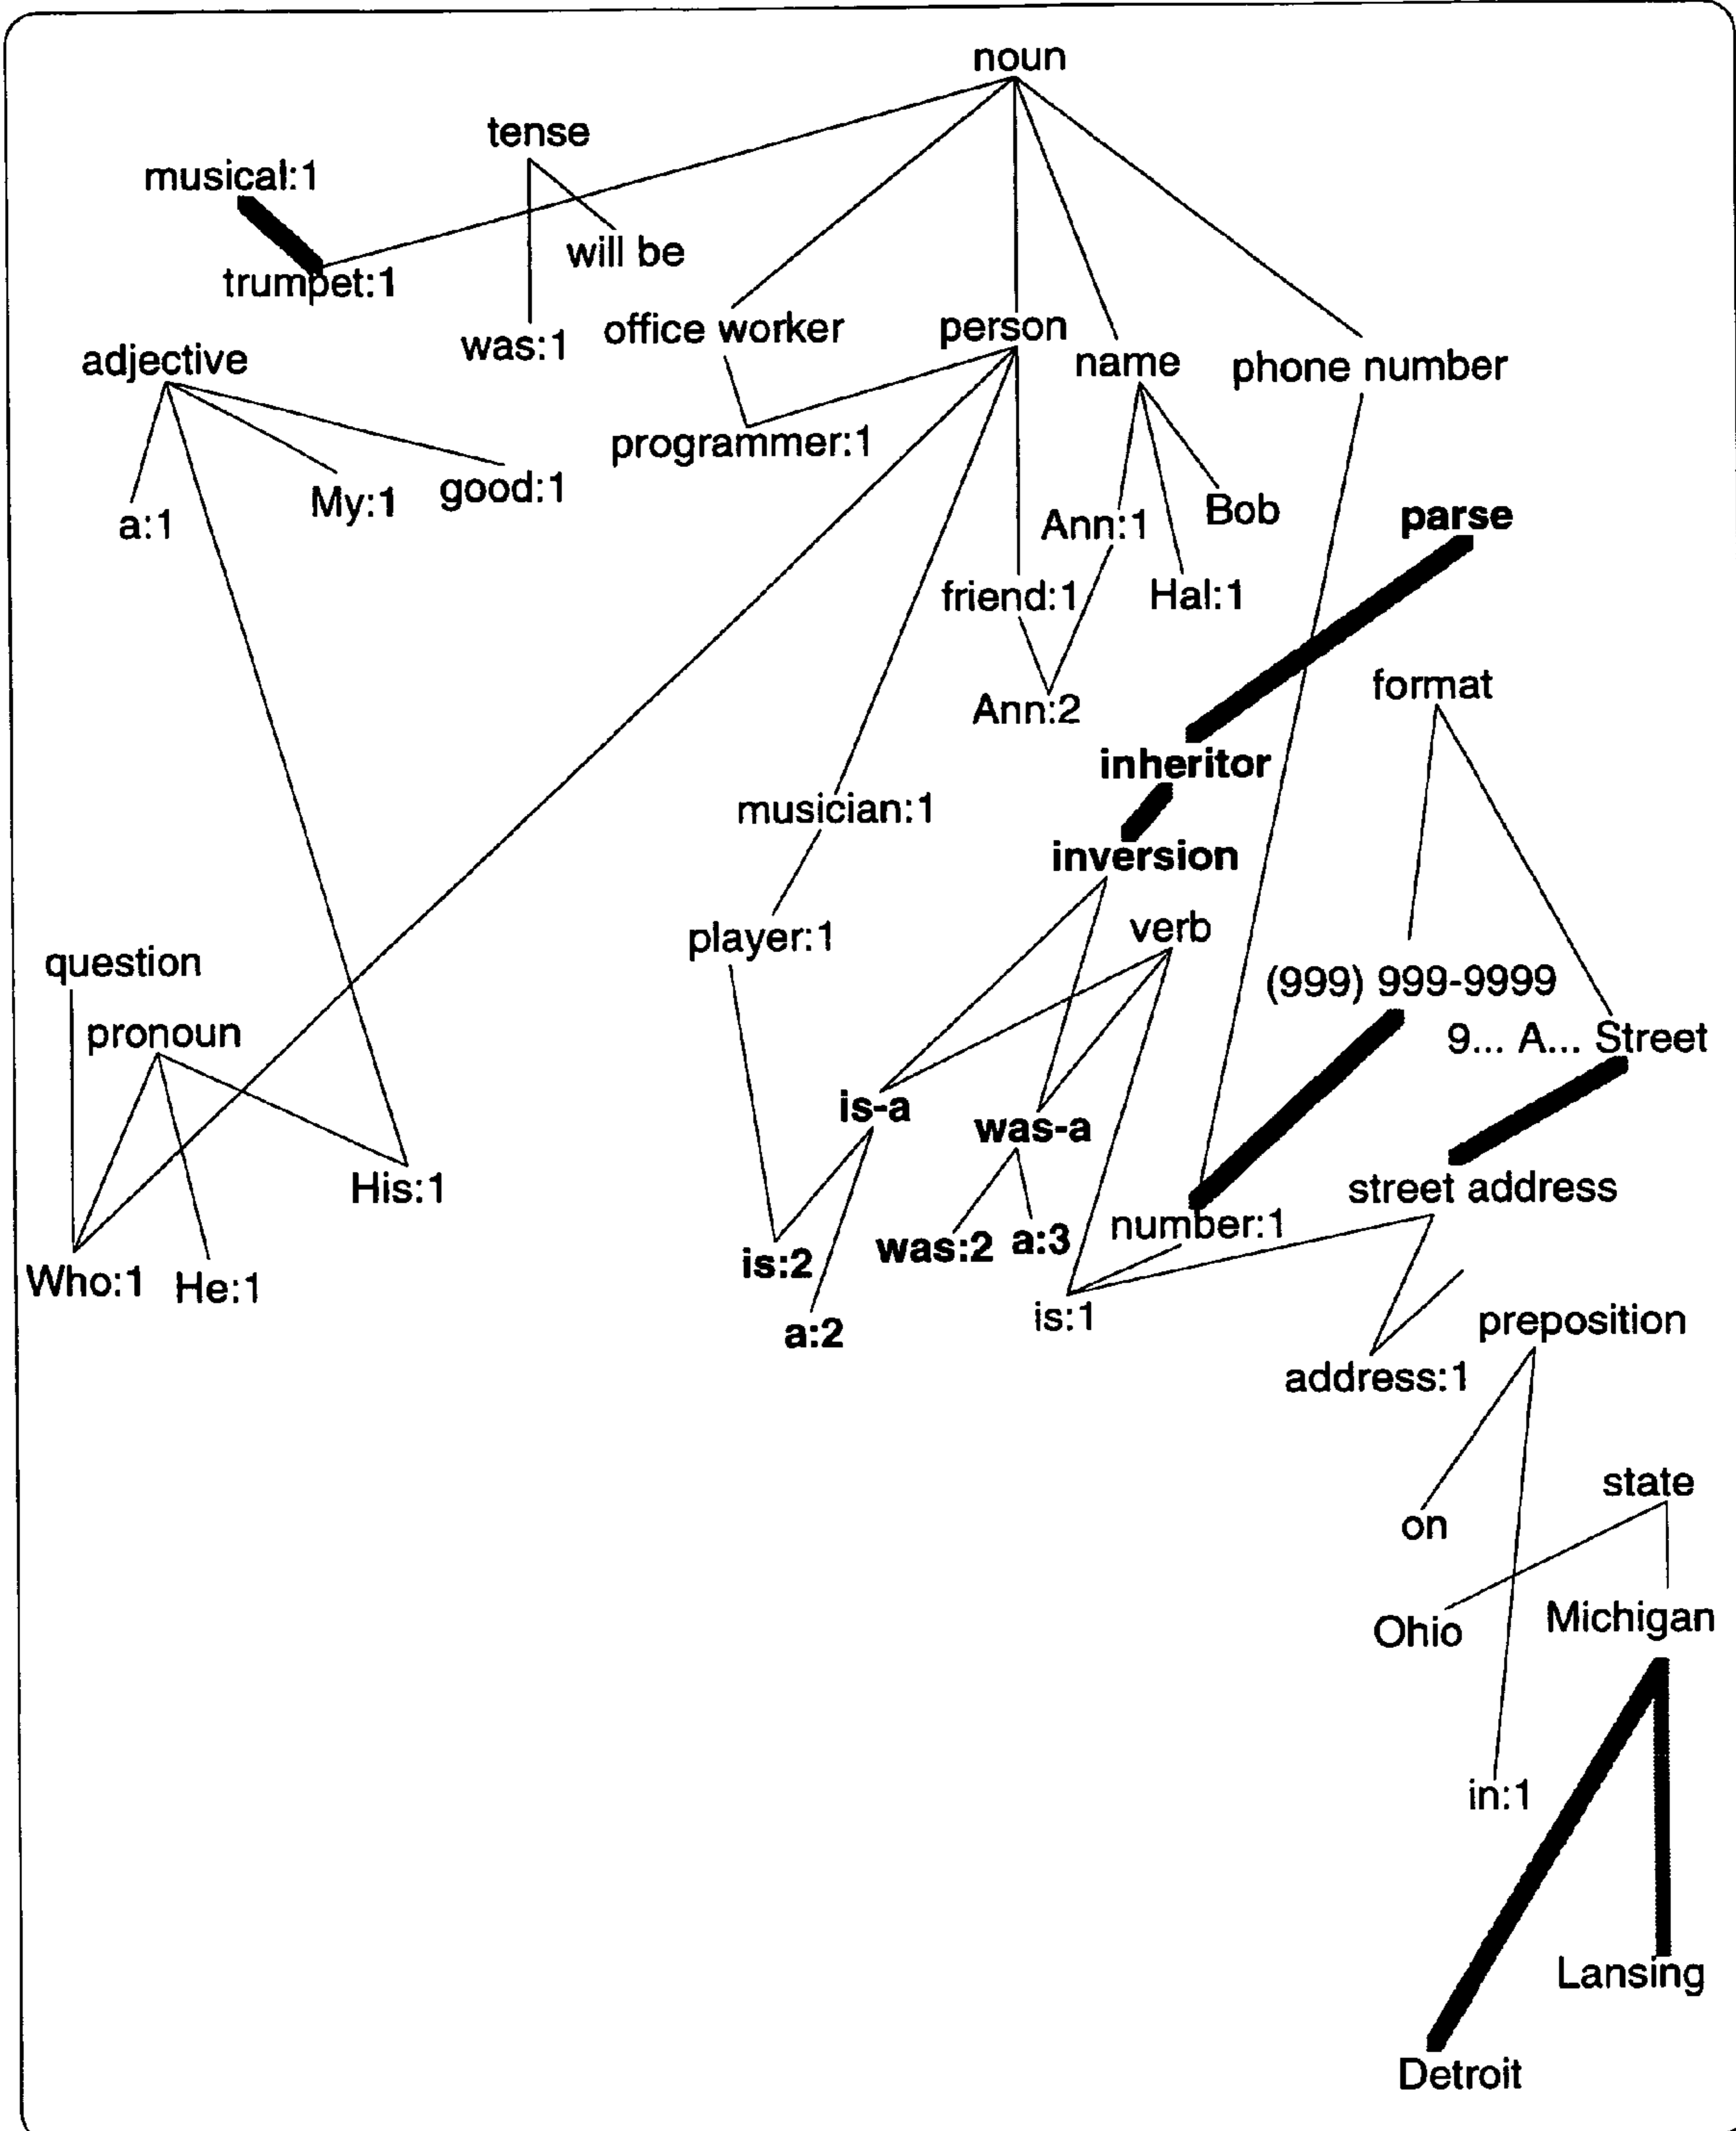 noun
tense
musical:1
will be
trumpet:1
was:1
office worker
person
adjective
name
phone number
programmer:1
a:1
My:1
good:1
Ann:1
Bob
parse
friend:1
Hal:1
format
Ann:2
inheritor
musician:1
inversion
verb
player:1
question
(999) 999-9999
pronoun
9... A... Street
is-a
was-a
His:1
street address
number:1
was:2
a:3
is:2
Who:1
He:1
is:1
preposition
a:2
address:1
state
on
Ohio
Michigan
in:1
Lansing
Detroit